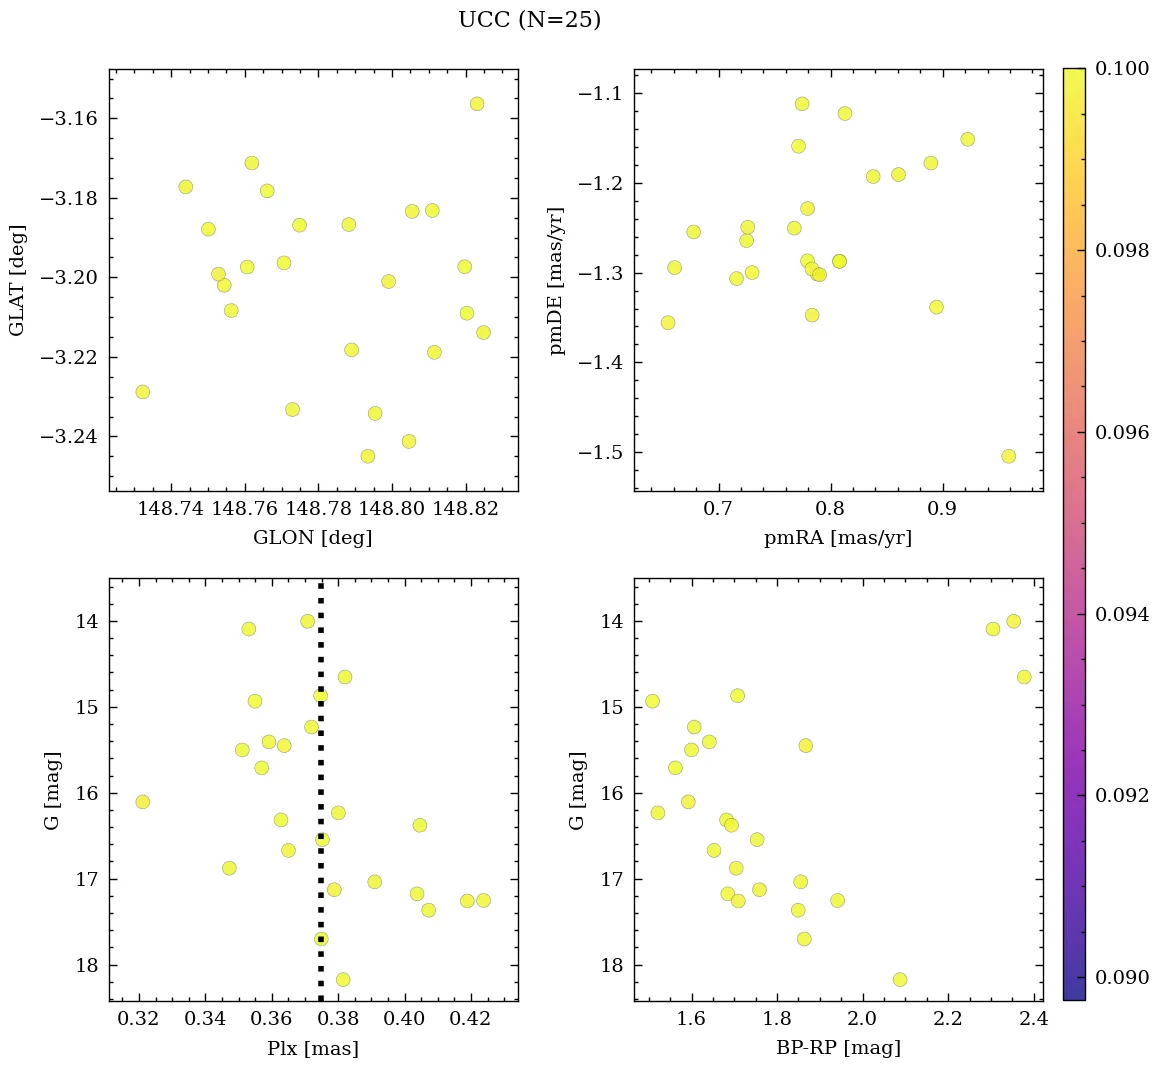 UCC (N=25)
−3.16
−3.18
−3.20
−3.22
−3.24
GLAT [deg]
148.74 148.76 148.78 148.80 148.82
GLON [deg]
−1.1
−1.2
−1.3
−1.4
−1.5
pmDE [mas/yr]
0.7 0.8 0.9
pmRA [mas/yr]
14
15
16
17
18
G [mag]
0.32 0.34 0.36 0.38 0.40 0.42
Plx [mas]
14
15
16
17
18
G [mag]
1.6 1.8 2.0 2.2 2.4
BP-RP [mag]
0.100
0.098
0.096
0.094
0.092
0.090